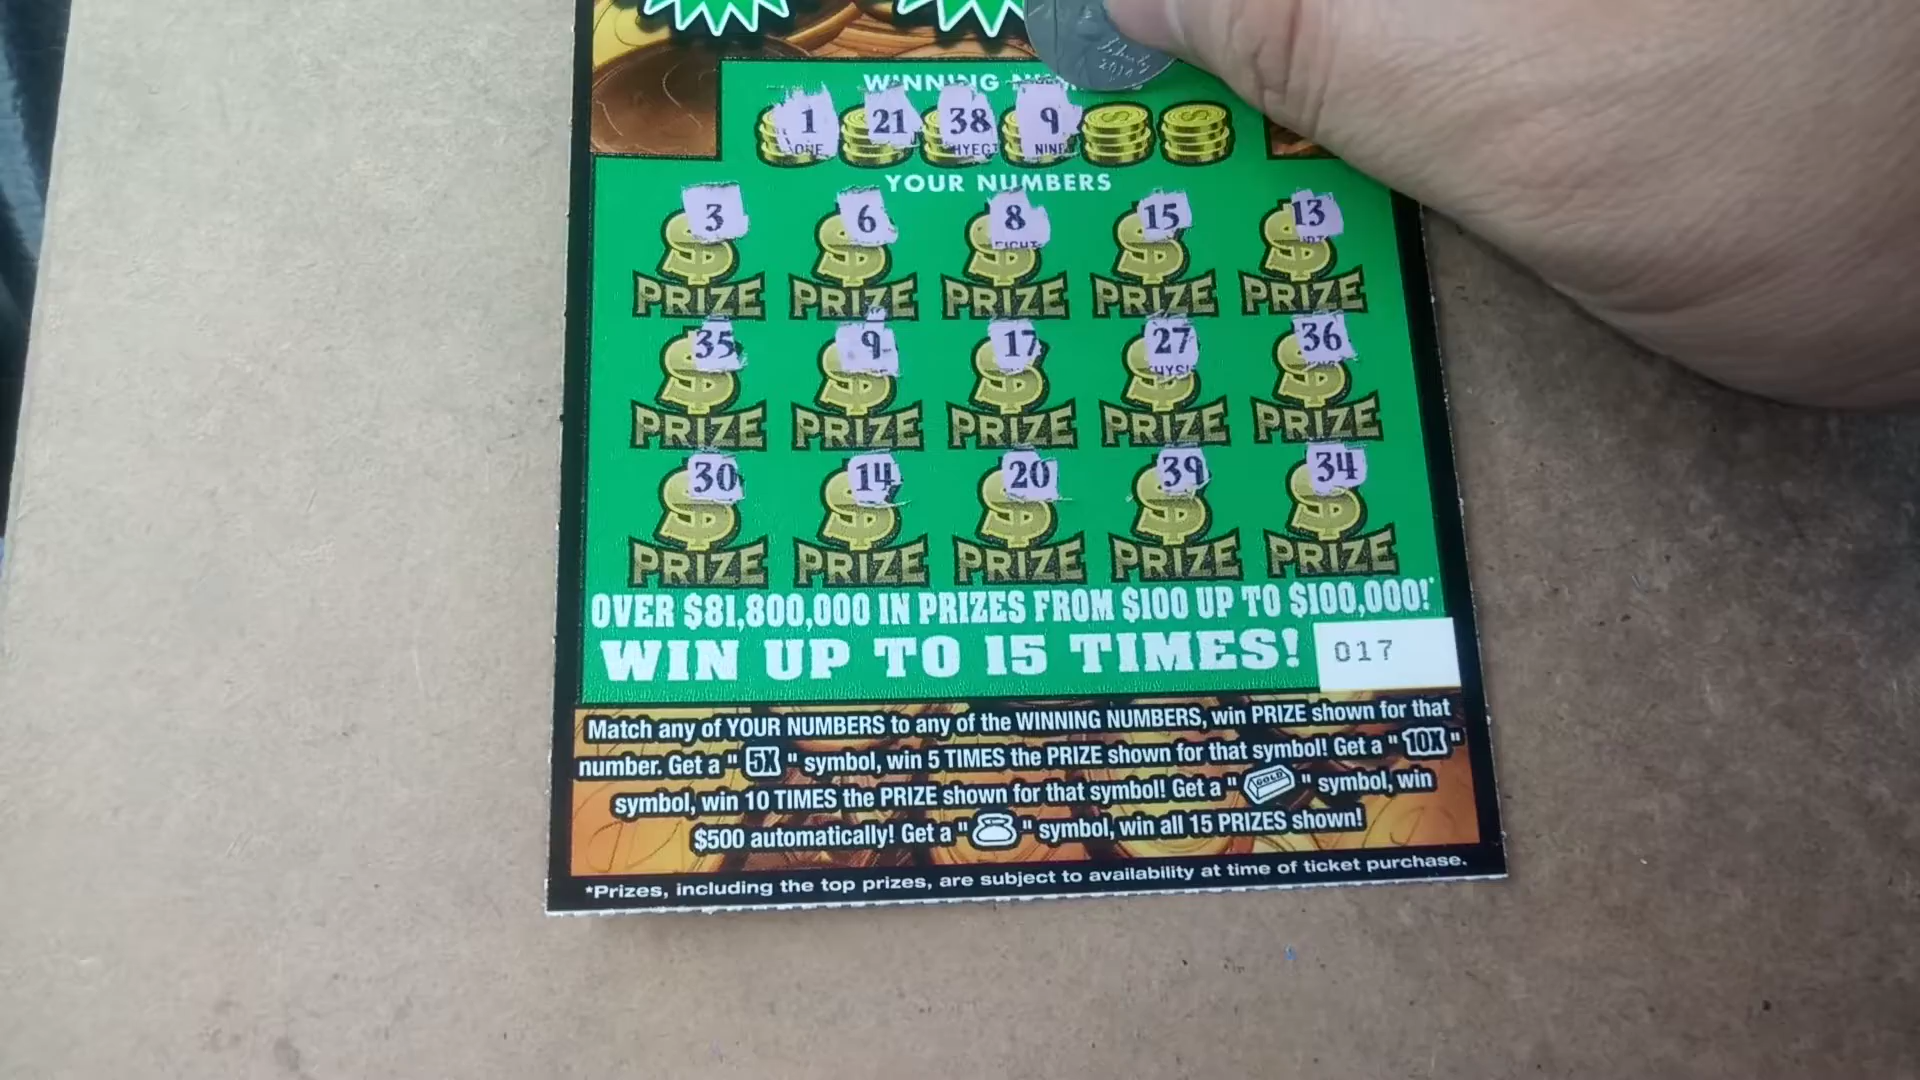 WINNING
1 21 38 9
ONE NINE
YOUR NUMBERS
3 6 8 15 13
PRIZE PRIZE PRIZE PRIZE PRIZE
35 9 17 27 36
PRIZE PRIZE PRIZE PRIZE PRIZE
30 14 20 39 34
PRIZE PRIZE PRIZE PRIZE PRIZE
OVER $81,800,000 IN PRIZES FROM $100 UP TO $100,000!*
WIN UP TO 15 TIMES! 017
Match any of YOUR NUMBERS to any of the WINNING NUMBERS, win PRIZE shown for that
number. Get a "5X" symbol, win 5 TIMES the PRIZE shown for that symbol! Get a "10X"
symbol, win 10 TIMES the PRIZE shown for that symbol! Get a "GOLD" symbol, win
$500 automatically! Get a " " symbol, win all 15 PRIZES shown!
*Prizes, including the top prizes, are subject to availability at time of ticket purchase.